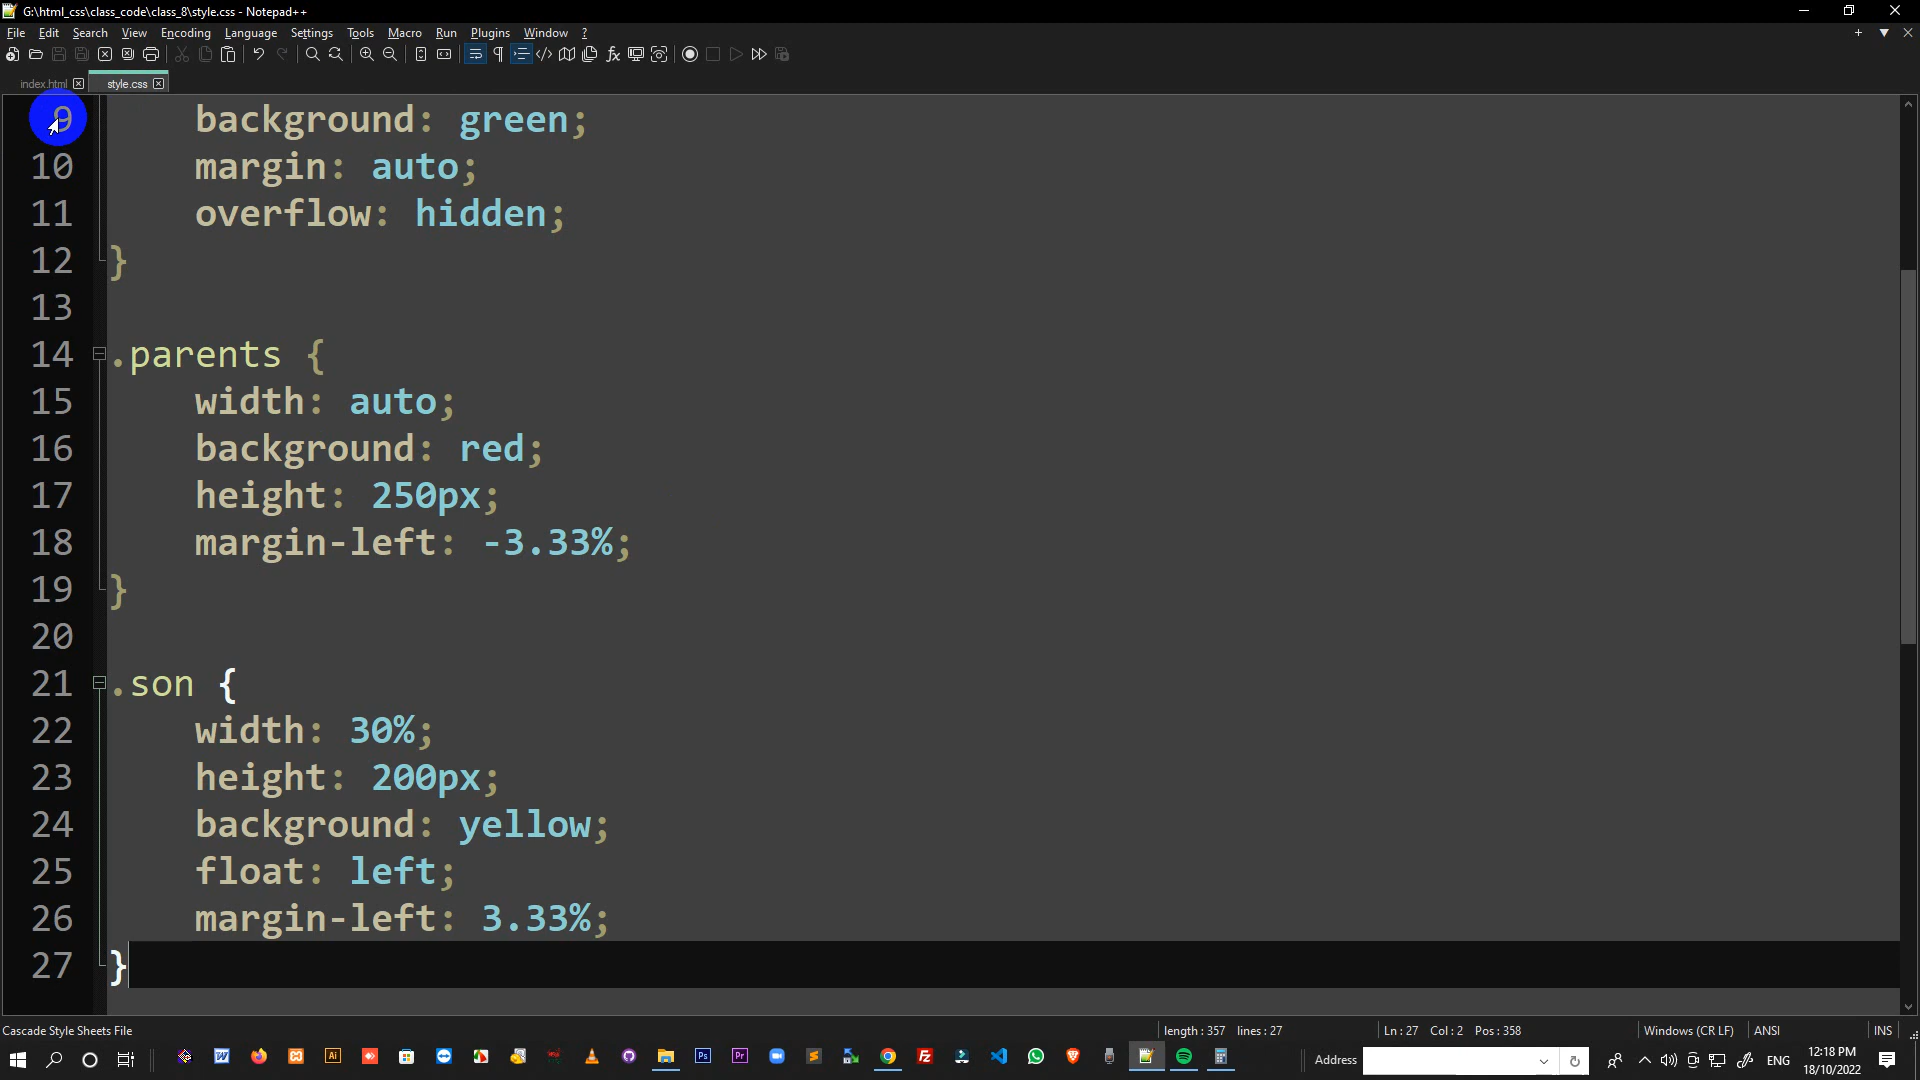 G:\html_css\class_code\class_8\style.css - Notepad++
File Edit Search View Encoding Language Settings Tools Macro Run Plugins Window ?
index.html style.css
9 background: green;
10 margin: auto;
11 overflow: hidden;
12 }
13
14 .parents {
15 width: auto;
16 background: red;
17 height: 250px;
18 margin-left: -3.33%;
19 }
20
21 .son {
22 width: 30%;
23 height: 200px;
24 background: yellow;
25 float: left;
26 margin-left: 3.33%;
27 }
Cascade Style Sheets File length : 357 lines : 27 Ln : 27 Col : 2 Pos : 358 Windows (CR LF) ANSI INS
Address ENG 12:18 PM
18/10/2022